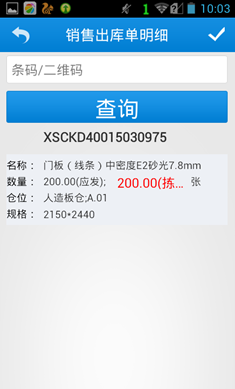 1 10:03
销售出库单明细
条码/二维码
查询
XSCKD40015030975
名称： 门板（线条）中密度E2砂光7.8mm
数量： 200.00(应发); 200.00(拣... 张
仓位： 人造板仓;A.01
规格： 2150*2440